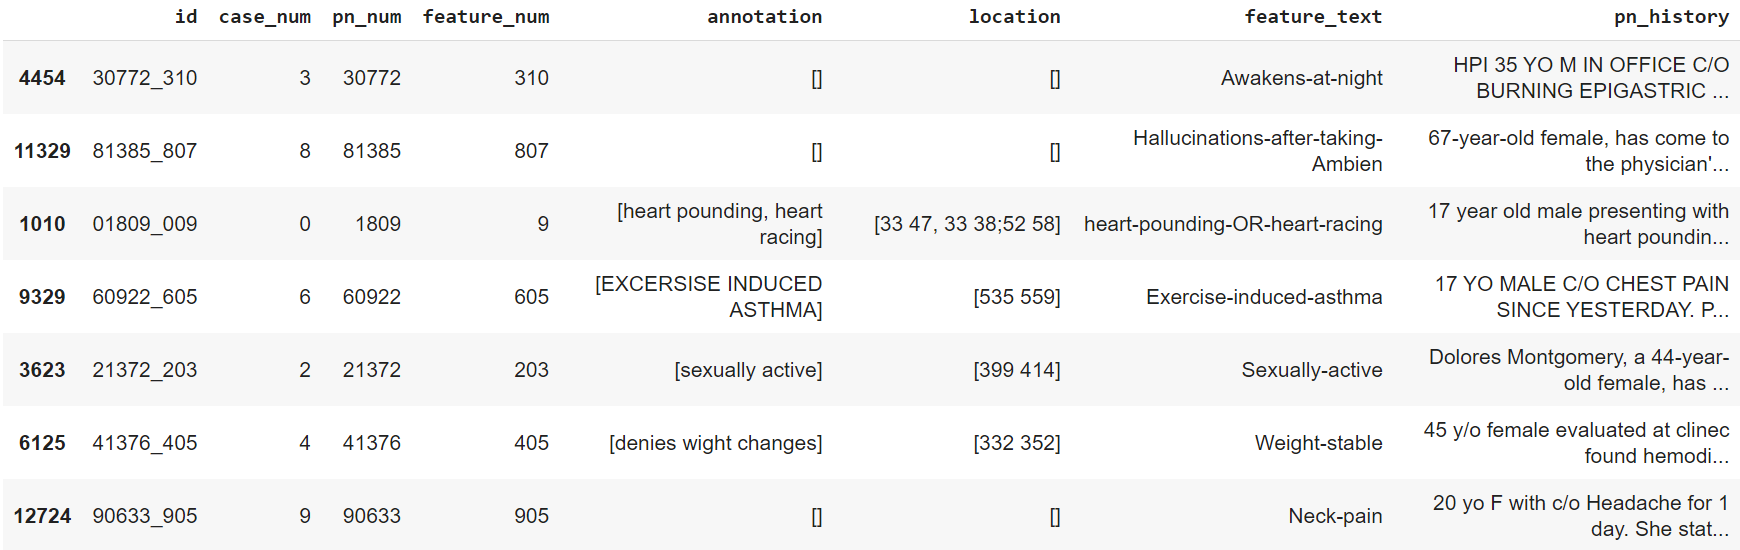 id case_num pn_num feature_num annotation location feature_text pn_history
4454 30772_310 3 30772 310 [] [] Awakens-at-night HPI 35 YO M IN OFFICE C/O
BURNING EPIGASTRIC ...
11329 81385_807 8 81385 807 [] [] Hallucinations-after-taking-
Ambien 67-year-old female, has come to
the physician'...
1010 01809_009 0 1809 9 [heart pounding, heart
racing] [33 47, 33 38;52 58] heart-pounding-OR-heart-racing 17 year old male presenting with
heart poundin...
9329 60922_605 6 60922 605 [EXCERSISE INDUCED
ASTHMA] [535 559] Exercise-induced-asthma 17 YO MALE C/O CHEST PAIN
SINCE YESTERDAY. P...
3623 21372_203 2 21372 203 [sexually active] [399 414] Sexually-active Dolores Montgomery, a 44-year-
old female, has ...
6125 41376_405 4 41376 405 [denies wight changes] [332 352] Weight-stable 45 y/o female evaluated at clinec
found hemodi...
12724 90633_905 9 90633 905 [] [] Neck-pain 20 yo F with c/o Headache for 1
day. She stat...